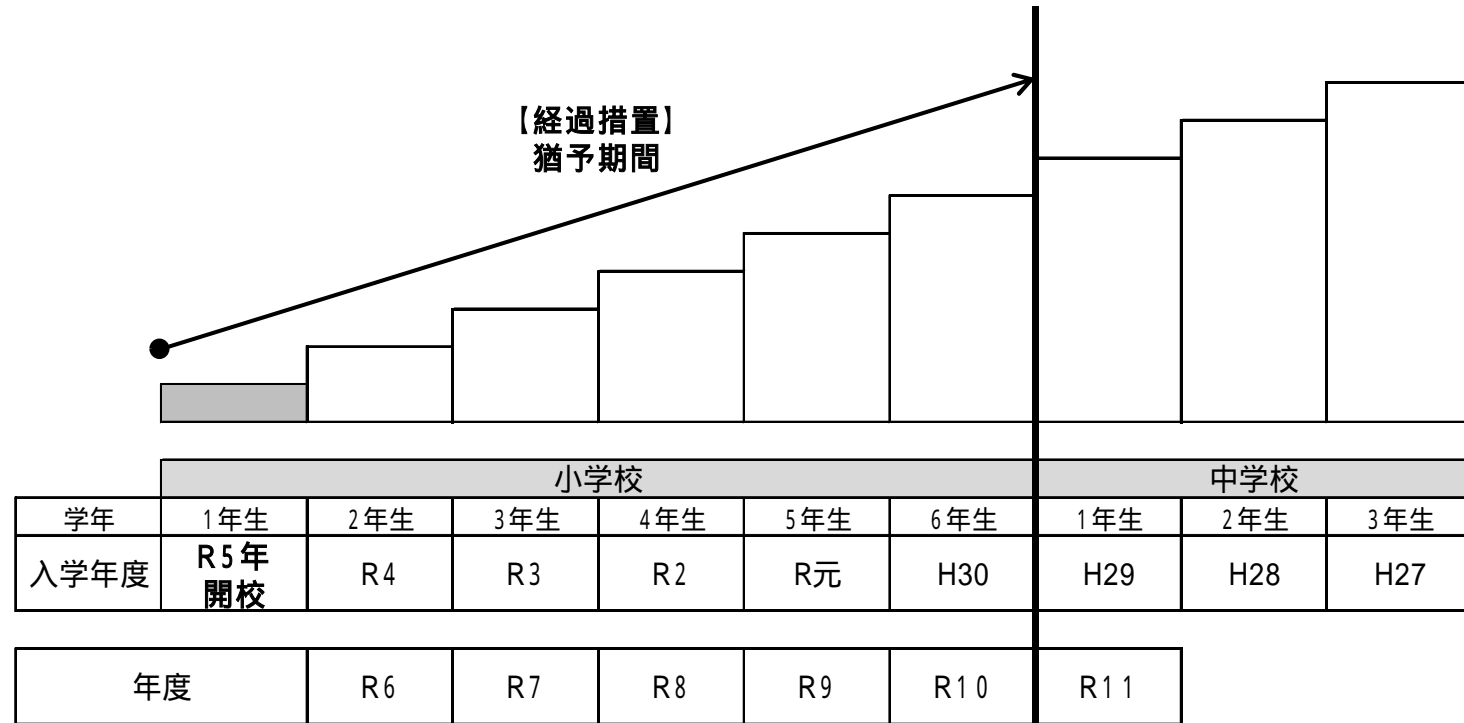 【経過措置】
猶予期間
小学校 中学校
学年 1年生 2年生 3年生 4年生 5年生 6年生 1年生 2年生 3年生
入学年度 R5年 R4 R3 R2 R元 H30 H29 H28 H27
開校
年度 R6 R7 R8 R9 R10 R11